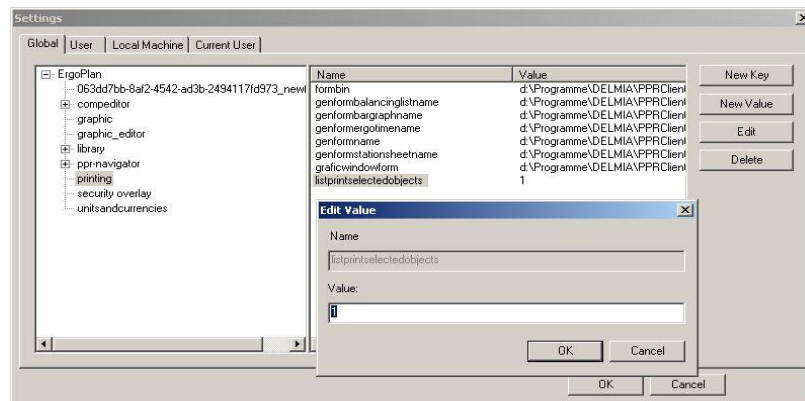 Settings
Global User Local Machine Current User
ErgoPlan
063dd7bb-8af2-4542-ad3b-2494117fd973_newl
compeditor
graphic
graphic_editor
library
ppr-navigator
printing
security overlay
unitsandcurrencies
Name Value
formbin d:\Programme\DELMIA\PPRClient
genformbalancinglistname d:\Programme\DELMIA\PPRClient
genformbargraphname d:\Programme\DELMIA\PPRClient
genformergotimename d:\Programme\DELMIA\PPRClient
genformname d:\Programme\DELMIA\PPRClient
genformstationsheetname d:\Programme\DELMIA\PPRClient
graficwindowform d:\Programme\DELMIA\PPRClient
listprintselectedobjects 1
New Key
New Value
Edit
Delete
Edit Value
Name
listprintselectedobjects
Value:
1
OK Cancel
OK Cancel